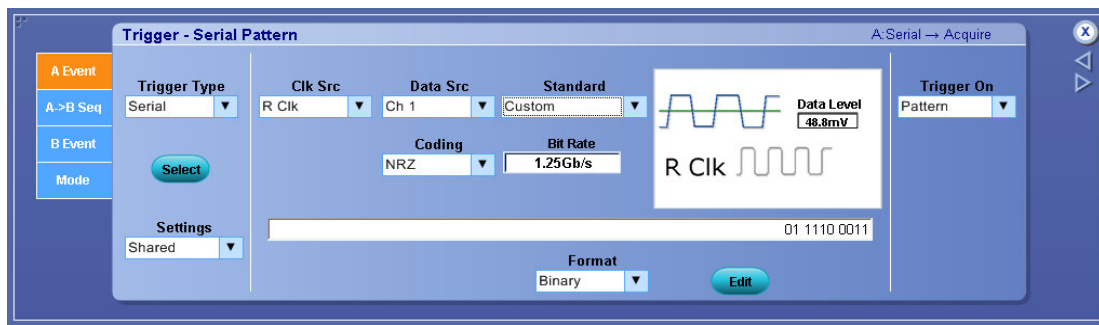 Trigger - Serial Pattern
A:Serial → Acquire
X
A Event
A->B Seq
B Event
Mode
Trigger Type
Serial
Select
Settings
Shared
Clk Src
R Clk
Data Src
Ch 1
Standard
Custom
Coding
NRZ
Bit Rate
1.25Gb/s
Data Level
48.8mV
R Clk
Trigger On
Pattern
01 1110 0011
Format
Binary
Edit